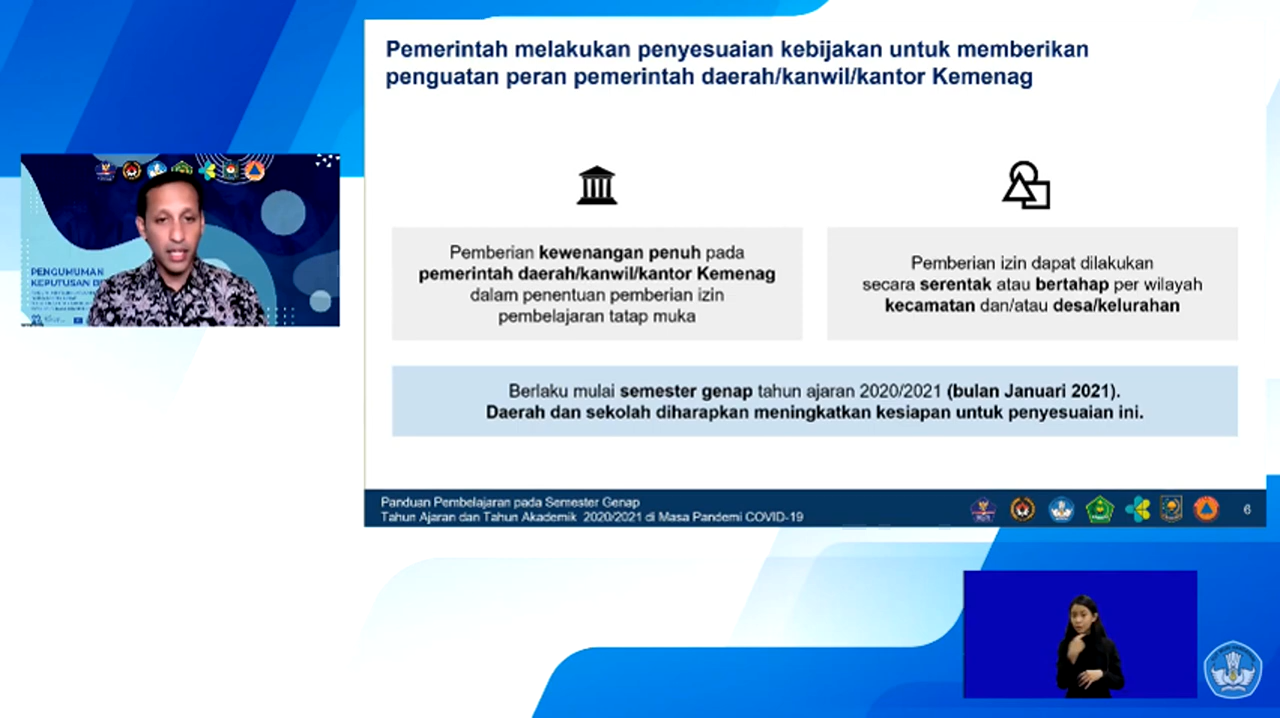 Pemerintah melakukan penyesuaian kebijakan untuk memberikan
penguatan peran pemerintah daerah/kanwil/kantor Kemenag
PENGUMUMAN
KEPUTUSAN
Pemberian kewenangan penuh pada
pemerintah daerah/kanwil/kantor Kemenag
dalam penentuan pemberian izin
pembelajaran tatap muka
Pemberian izin dapat dilakukan
secara serentak atau bertahap per wilayah
kecamatan dan/atau desa/kelurahan
Berlaku mulai semester genap tahun ajaran 2020/2021 (bulan Januari 2021).
Daerah dan sekolah diharapkan meningkatkan kesiapan untuk penyesuaian ini.
Panduan Pembelajaran pada Semester Genap
Tahun Ajaran dan Tahun Akademik 2020/2021 di Masa Pandemi COVID-19
6